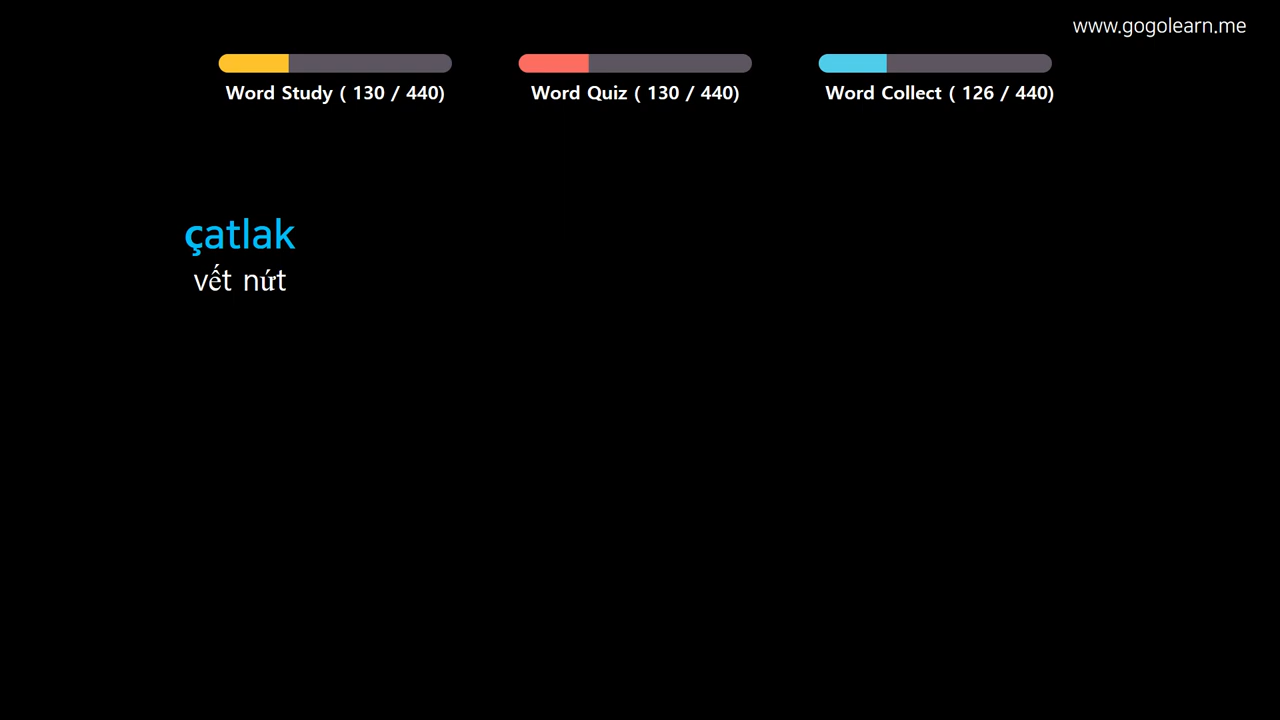 www.gogolearn.me
Word Study ( 130 / 440)
Word Quiz ( 130 / 440)
Word Collect ( 126 / 440)
çatlak
vết nứt